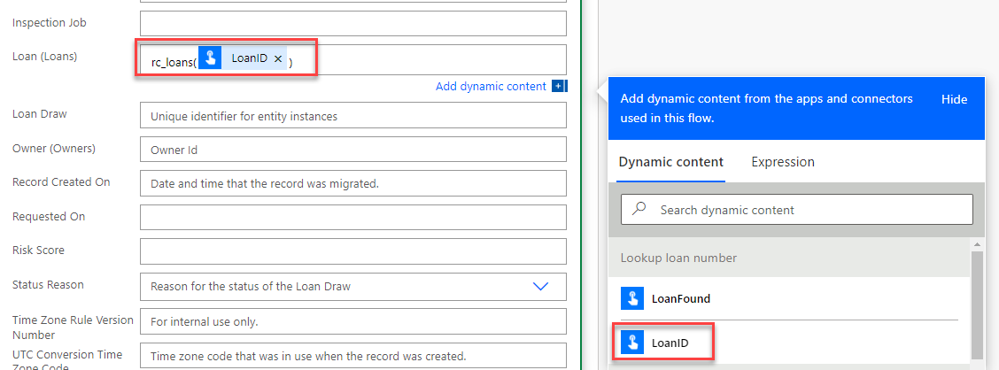 Inspection Job
Loan (Loans)
rc_loans( LoanID × )
Add dynamic content
Loan Draw
Unique identifier for entity instances
Owner (Owners)
Owner Id
Record Created On
Date and time that the record was migrated.
Requested On
Risk Score
Status Reason
Reason for the status of the Loan Draw
Time Zone Rule Version
Number
For internal use only.
UTC Conversion Time
Zone Code
Time zone code that was in use when the record was created.
Add dynamic content from the apps and connectors
used in this flow.
Hide
Dynamic content
Expression
Search dynamic content
Lookup loan number
LoanFound
LoanID